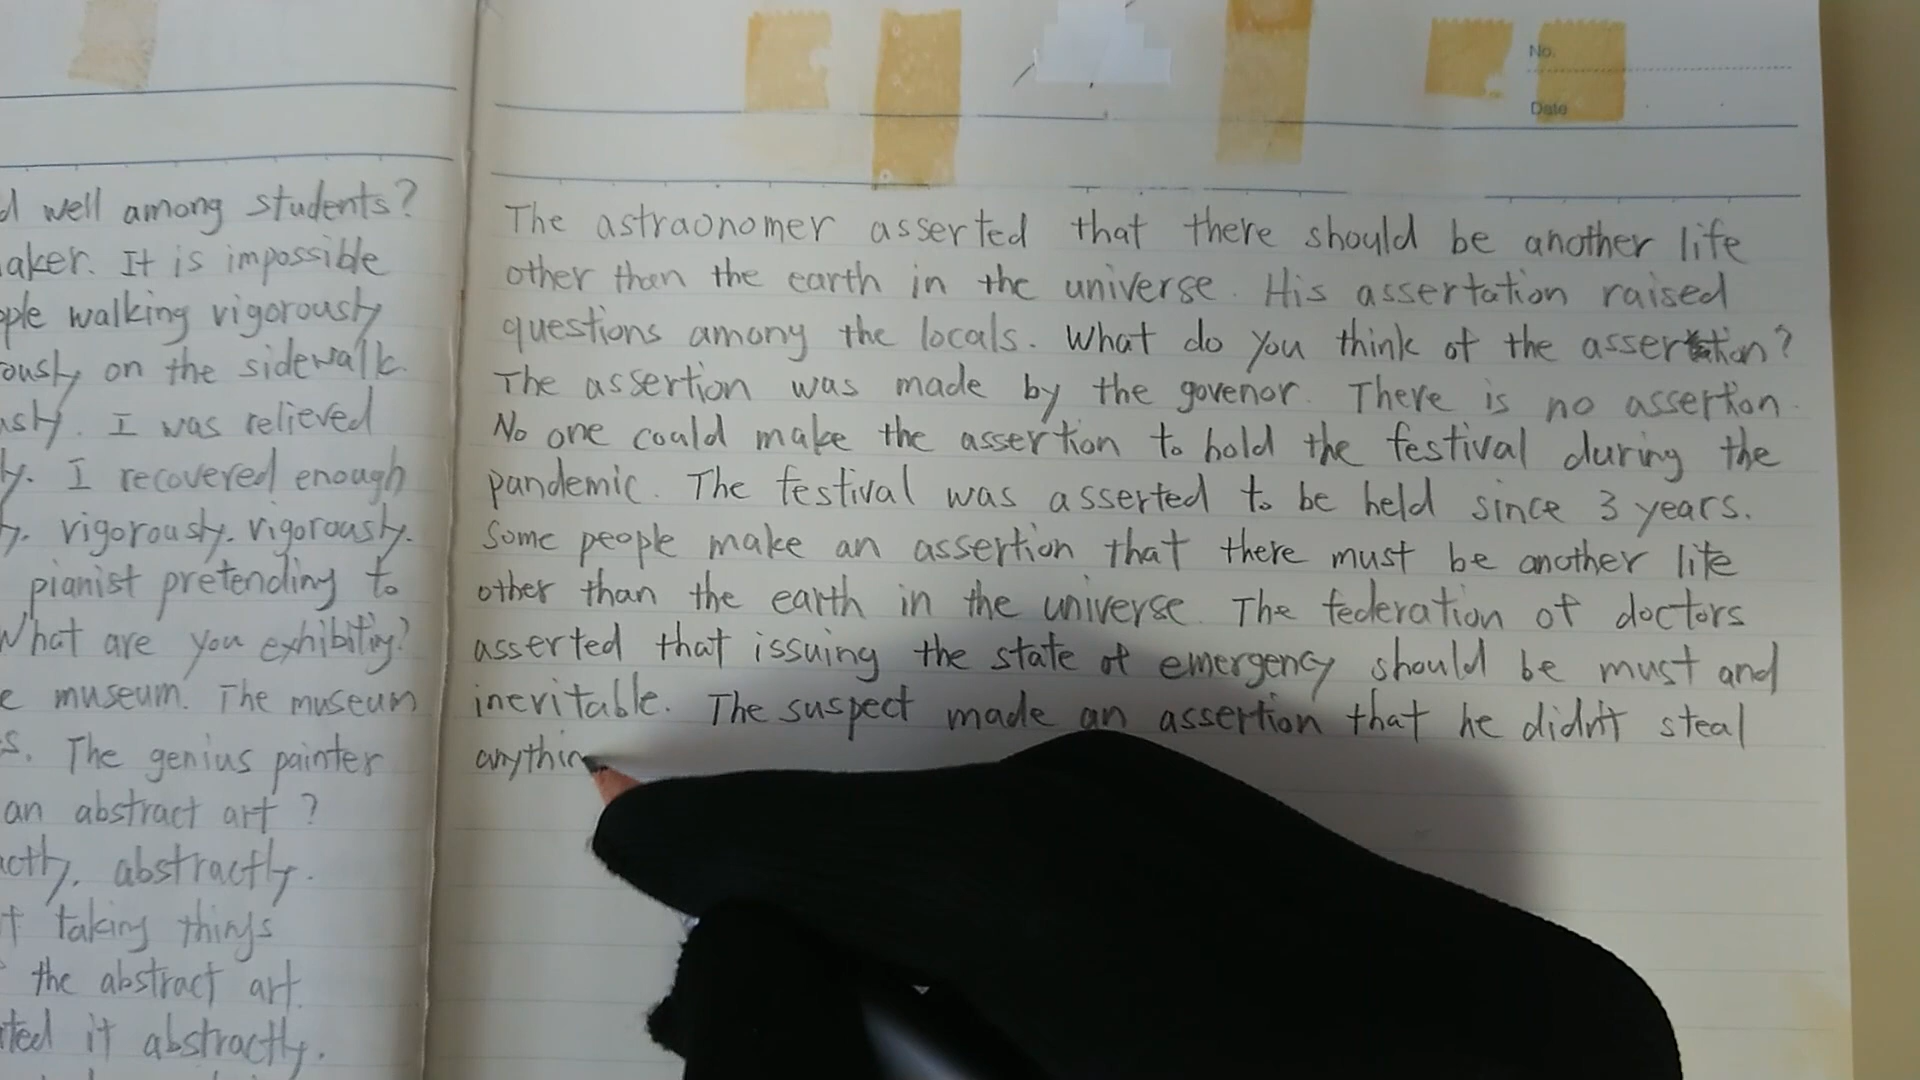 well among students?
It is impossible
walking vigorously
on the sidewalk.
I was relieved
I recovered enough
vigorously. vigorously.
pianist pretending to
What are you exhibiting?
museum. The museum
The genius painter
an abstract art ?
abstractly.
taking things
the abstract art.
it abstractly.
No.
Date
The astraonomer asserted that there should be another life
other than the earth in the universe. His assertation raised
questions among the locals. What do you think of the assertion?
The assertion was made by the govenor. There is no assertion.
No one could make the assertion to hold the festival during the
pandemic. The festival was asserted to be held since 3 years.
Some people make an assertion that there must be another life
other than the earth in the universe. The federation of doctors
asserted that issuing the state of emergency should be must and
inevitable. The suspect made an assertion that he didn't steal
anythin